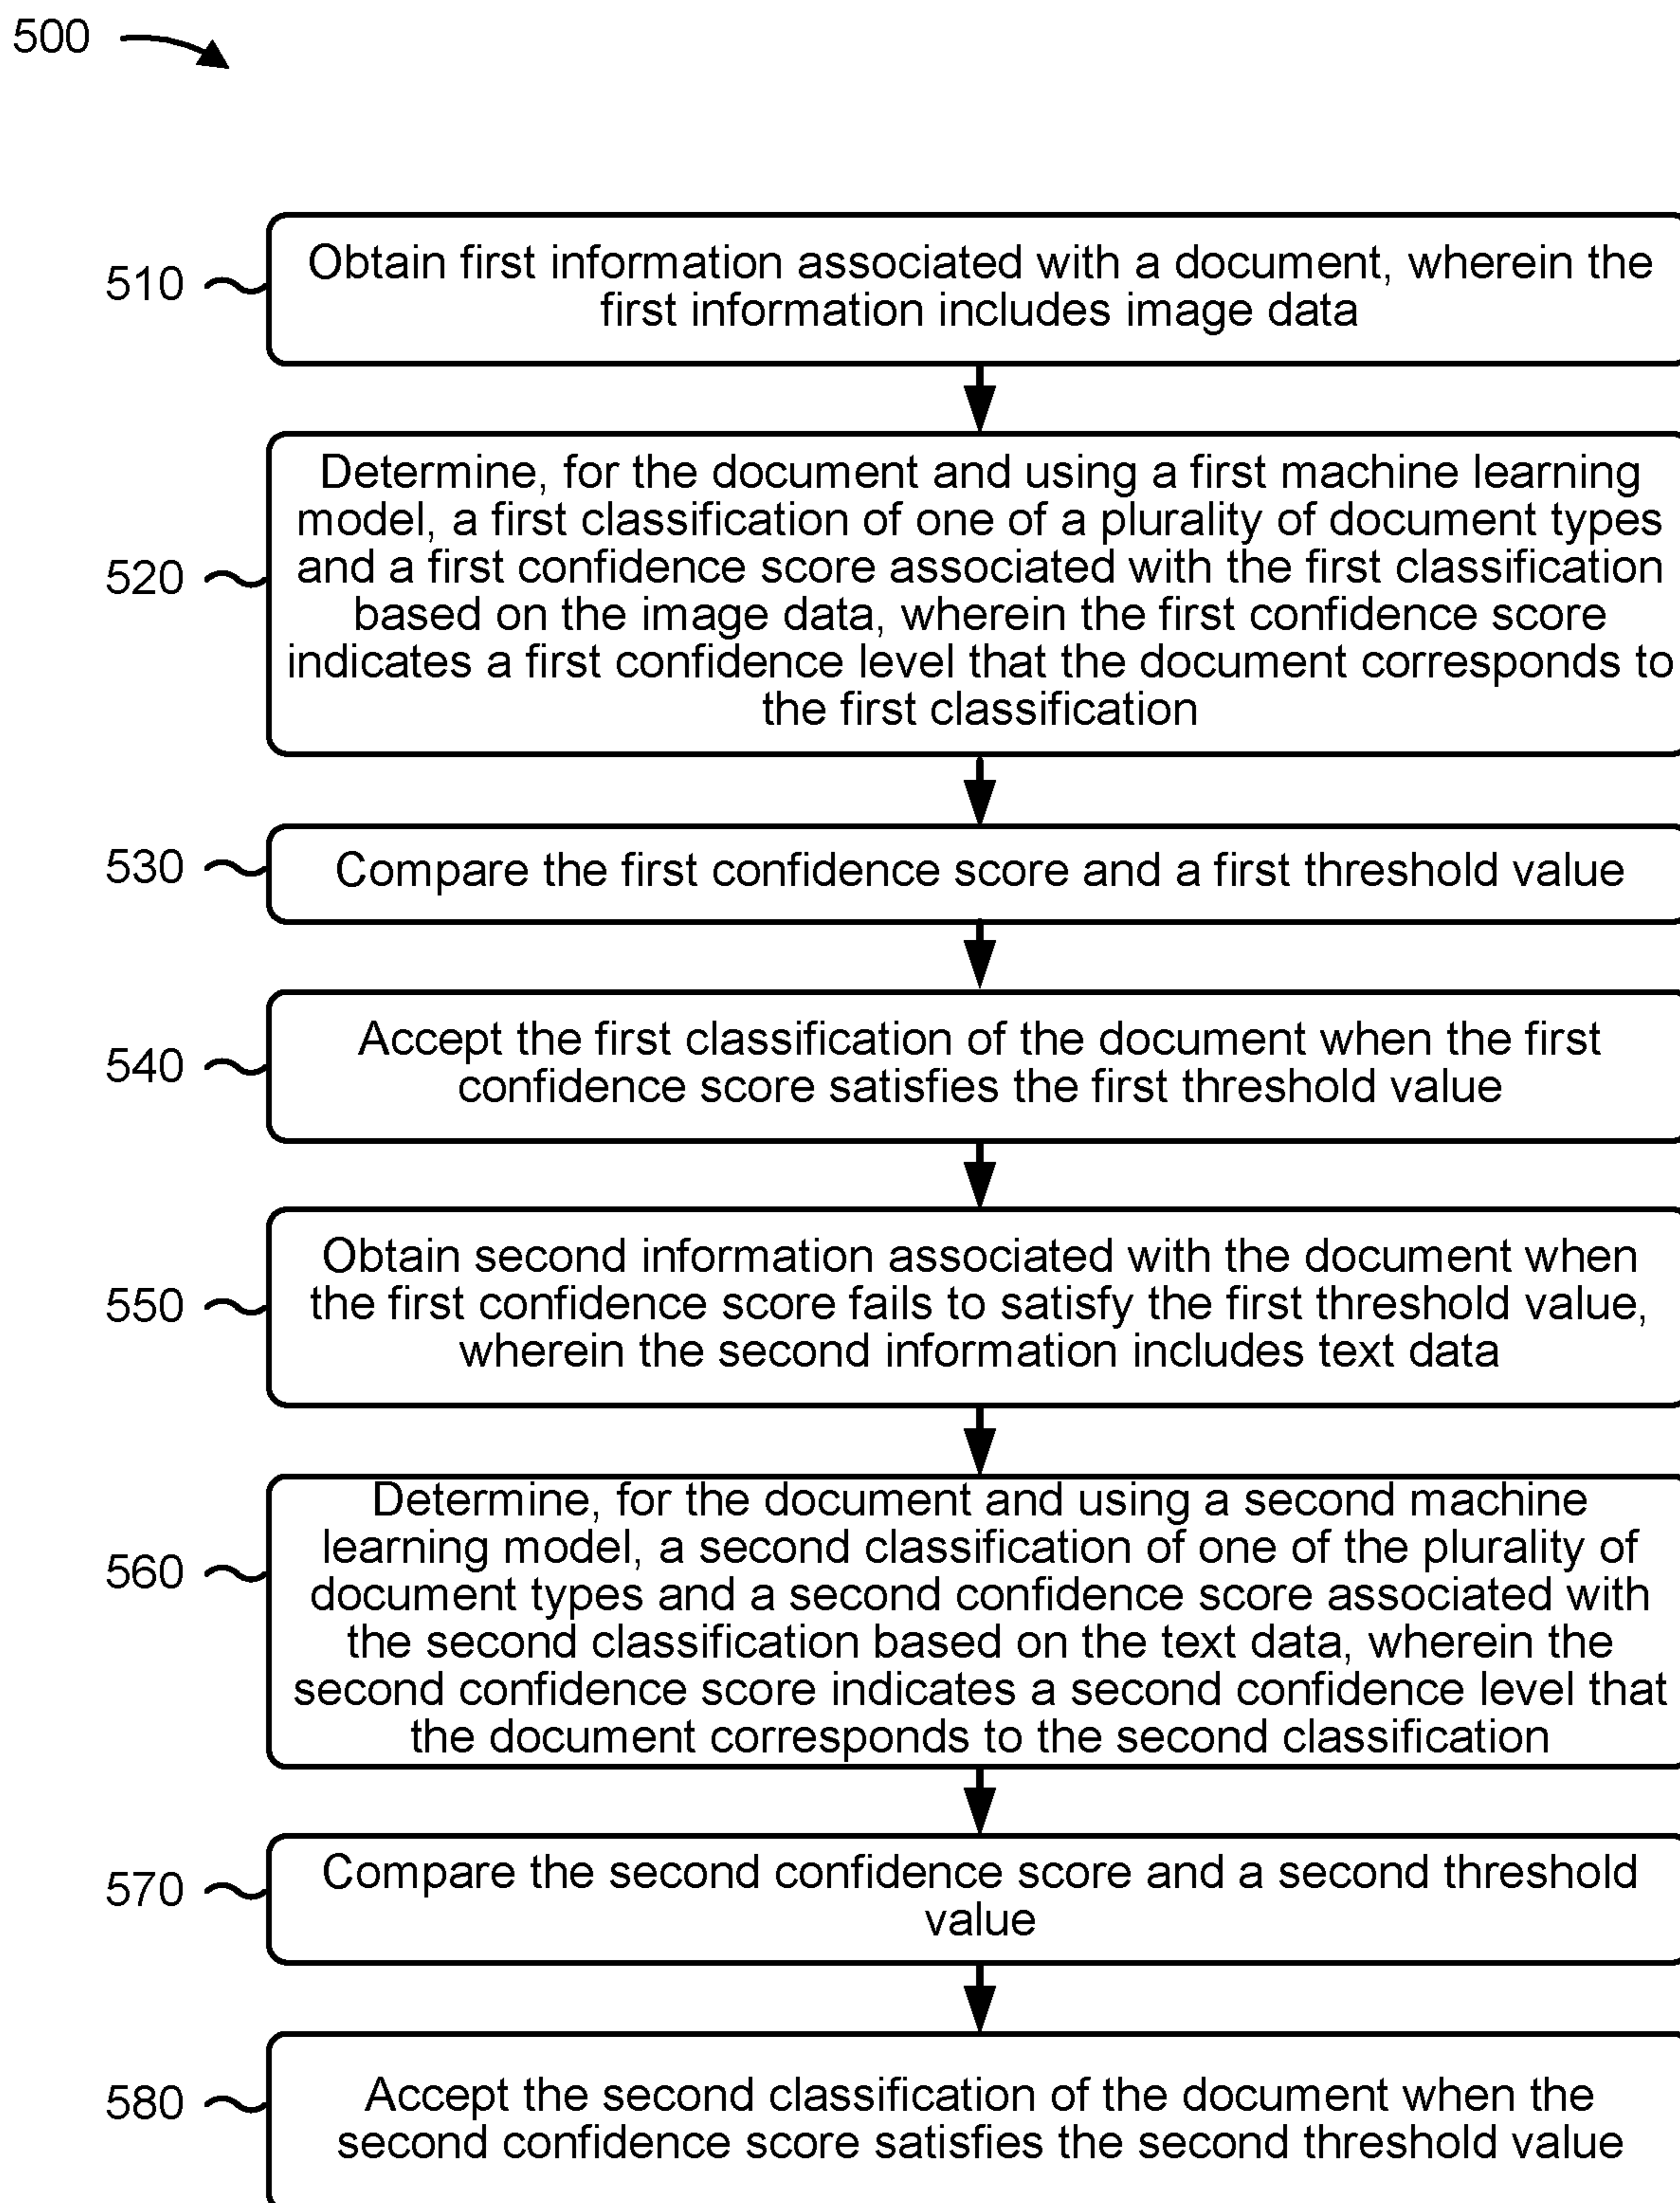 500
510
Obtain first information associated with a document, wherein the
first information includes image data
520
Determine, for the document and using a first machine learning
model, a first classification of one of a plurality of document types
and a first confidence score associated with the first classification
based on the image data, wherein the first confidence score
indicates a first confidence level that the document corresponds to
the first classification
530
Compare the first confidence score and a first threshold value
540
Accept the first classification of the document when the first
confidence score satisfies the first threshold value
550
Obtain second information associated with the document when
the first confidence score fails to satisfy the first threshold value,
wherein the second information includes text data
560
Determine, for the document and using a second machine
learning model, a second classification of one of the plurality of
document types and a second confidence score associated with
the second classification based on the text data, wherein the
second confidence score indicates a second confidence level that
the document corresponds to the second classification
570
Compare the second confidence score and a second threshold
value
580
Accept the second classification of the document when the
second confidence score satisfies the second threshold value